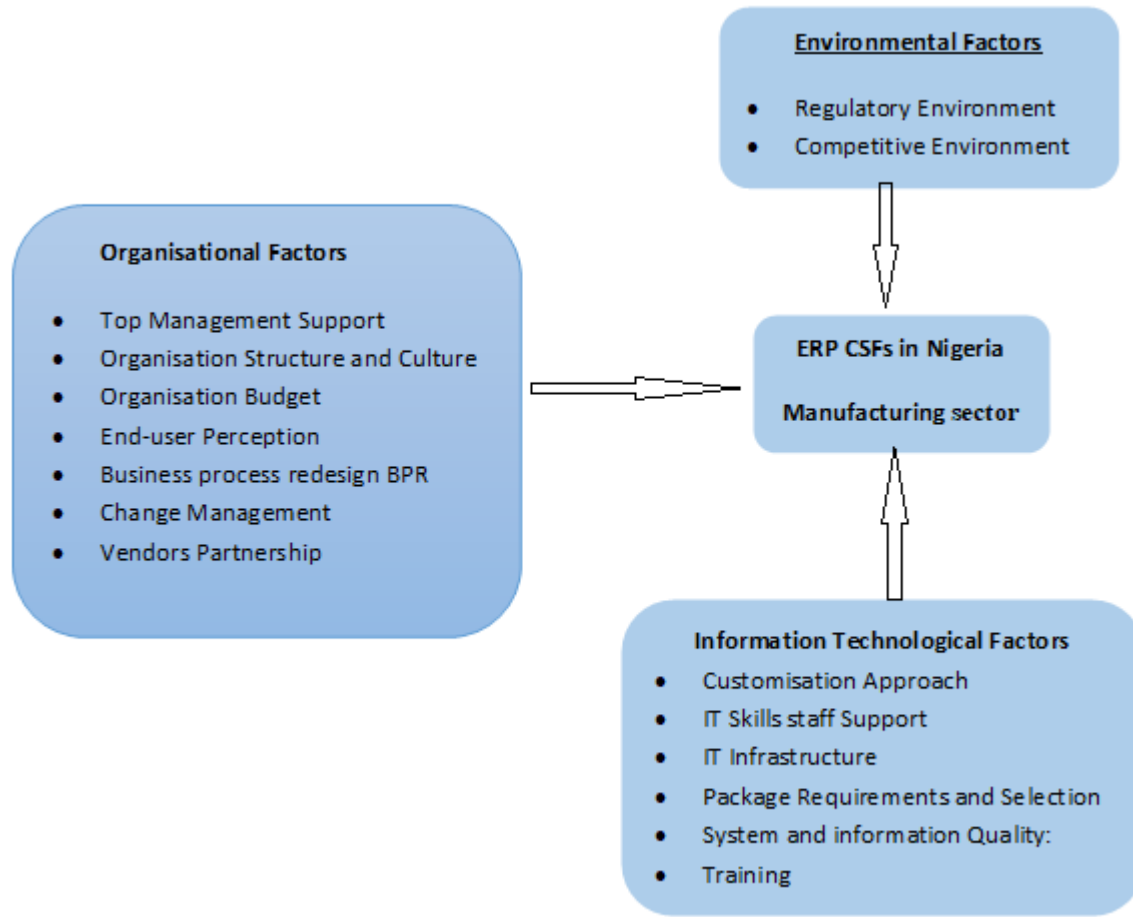 Environmental Factors
• Regulatory Environment
• Competitive Environment
Organisational Factors
• Top Management Support
• Organisation Structure and Culture
• Organisation Budget
• End-user Perception
• Business process redesign BPR
• Change Management
• Vendors Partnership
ERP CSFs in Nigeria
Manufacturing sector
Information Technological Factors
• Customisation Approach
• IT Skills staff Support
• IT Infrastructure
• Package Requirements and Selection
• System and information Quality:
• Training